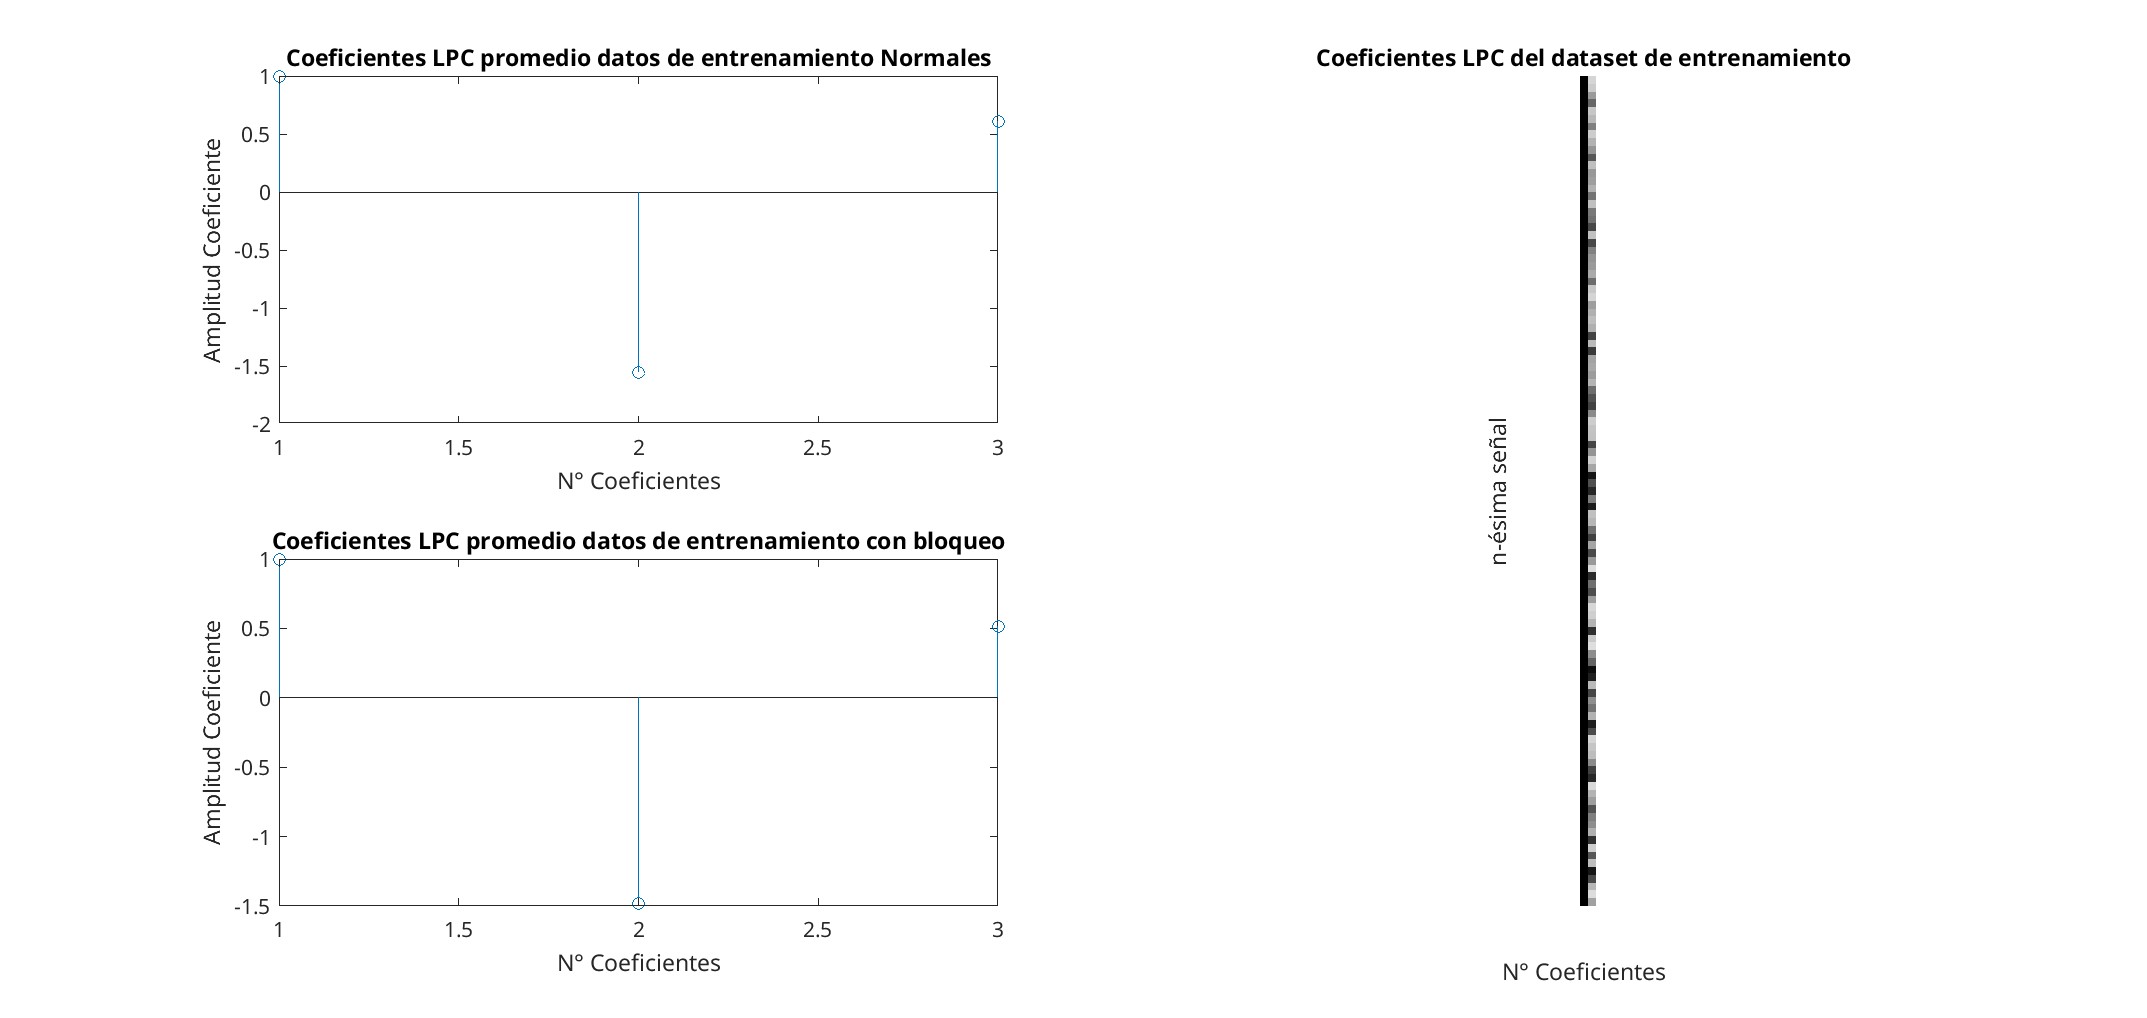 Coeficientes LPC promedio datos de entrenamiento Normales
1
0.5
0
-0.5
-1
-1.5
-2
Amplitud Coeficiente
1 1.5 2 2.5 3
N° Coeficientes
Coeficientes LPC promedio datos de entrenamiento con bloqueo
1
0.5
0
-0.5
-1
-1.5
Amplitud Coeficiente
1 1.5 2 2.5 3
N° Coeficientes
Coeficientes LPC del dataset de entrenamiento
n-ésima señal
N° Coeficientes